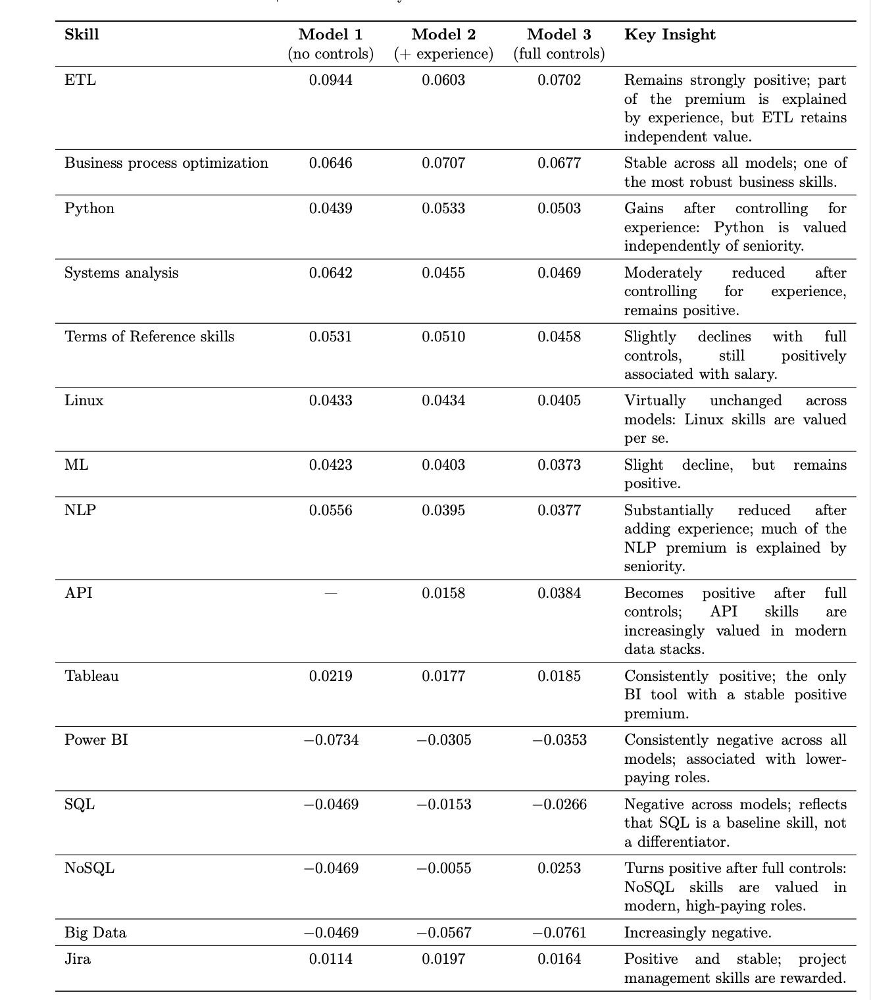 Skill Model 1 Model 2 Model 3 Key Insight
(no controls) (+ experience) (full controls)
ETL 0.0944 0.0603 0.0702 Remains strongly positive; part
of the premium is explained
by experience, but ETL retains
independent value.
Business process optimization 0.0646 0.0707 0.0677 Stable across all models; one of
the most robust business skills.
Python 0.0439 0.0533 0.0503 Gains after controlling for
experience: Python is valued
independently of seniority.
Systems analysis 0.0642 0.0455 0.0469 Moderately reduced after
controlling for experience,
remains positive.
Terms of Reference skills 0.0531 0.0510 0.0458 Slightly declines with full
controls, still positively
associated with salary.
Linux 0.0433 0.0434 0.0405 Virtually unchanged across
models: Linux skills are valued
per se.
ML 0.0423 0.0403 0.0373 Slight decline, but remains
positive.
NLP 0.0556 0.0395 0.0377 Substantially reduced after
adding experience; much of the
NLP premium is explained by
seniority.
API — 0.0158 0.0384 Becomes positive after full
controls; API skills are
increasingly valued in modern
data stacks.
Tableau 0.0219 0.0177 0.0185 Consistently positive; the only
BI tool with a stable positive
premium.
Power BI −0.0734 −0.0305 −0.0353 Consistently negative across all
models; associated with lower-
paying roles.
SQL −0.0469 −0.0153 −0.0266 Negative across models; reflects
that SQL is a baseline skill, not
a differentiator.
NoSQL −0.0469 −0.0055 0.0253 Turns positive after full controls:
NoSQL skills are valued in
modern, high-paying roles.
Big Data −0.0469 −0.0567 −0.0761 Increasingly negative.
Jira 0.0114 0.0197 0.0164 Positive and stable; project
management skills are rewarded.